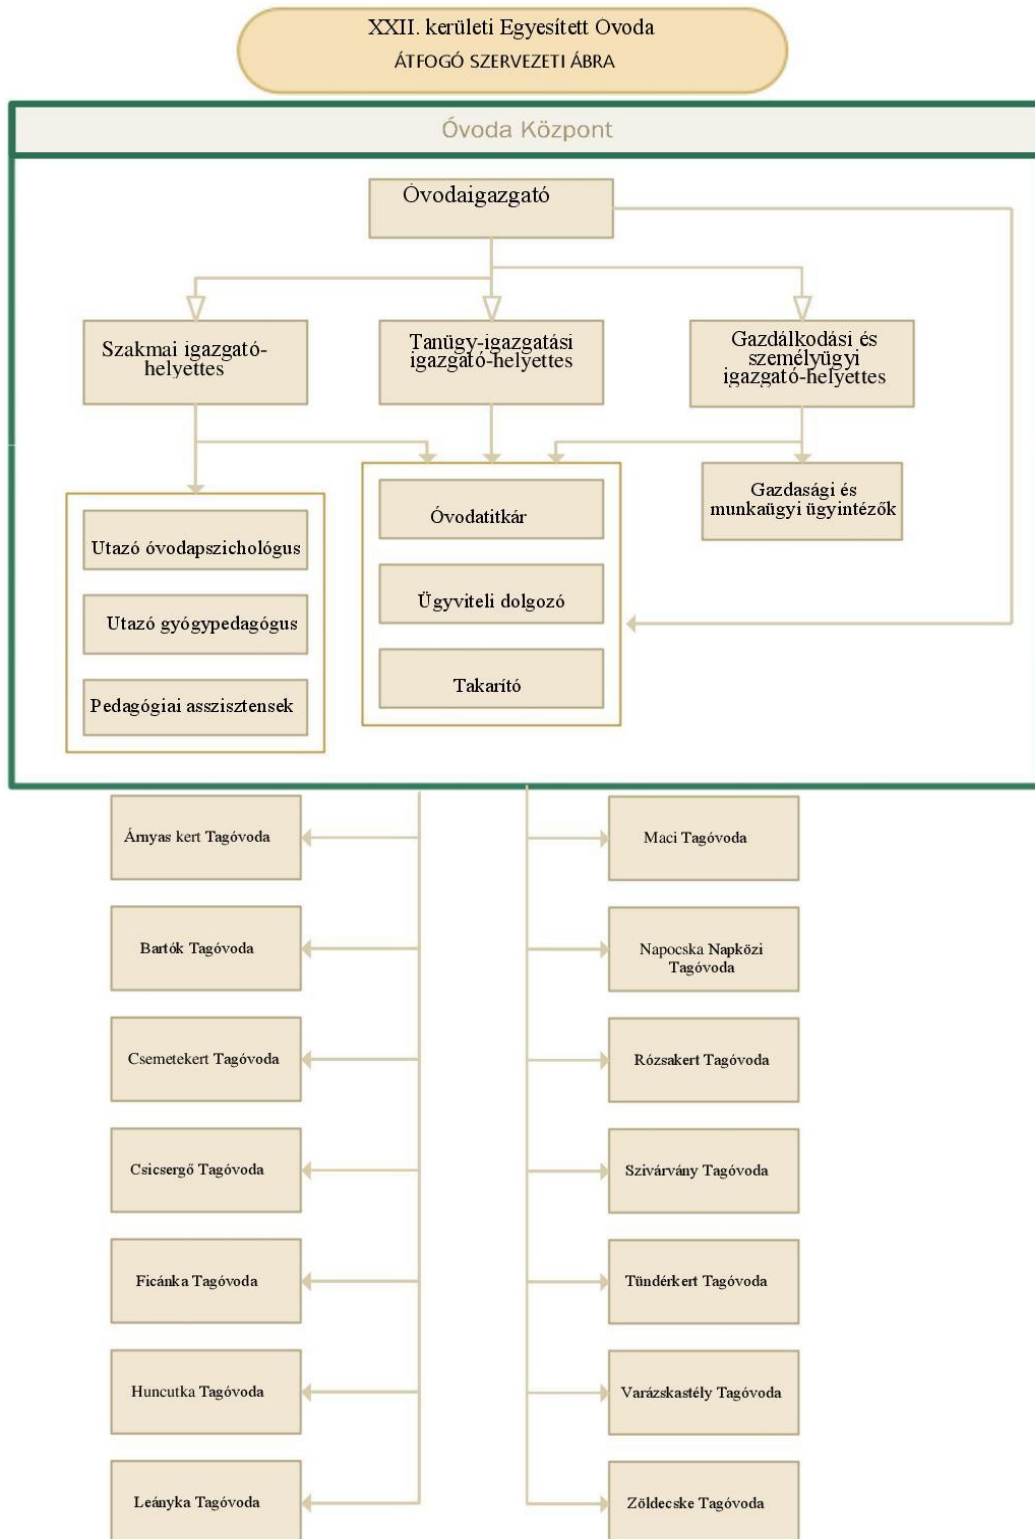 XXII. kerületi Egyesített Óvoda
ÁTFOGÓ SZERVEZETI ÁBRA
Óvoda Központ
Óvodaigazgató
Szakmai igazgató-
helyettes
Tanügy-igazgatási
igazgató-helyettes
Gazdálkodási és
személyügyi
igazgató-helyettes
Utazó óvodapszichológus
Utazó gyógypedagógus
Pedagógiai asszisztensek
Óvodatitkár
Ügyviteli dolgozó
Takarító
Gazdasági és
munkaügyi ügyintézők
Árnyas kert Tagóvoda
Bartók Tagóvoda
Csemetekert Tagóvoda
Csicsergő Tagóvoda
Ficánka Tagóvoda
Huncutka Tagóvoda
Leányka Tagóvoda
Maci Tagóvoda
Napocska Napközi
Tagóvoda
Rózsakert Tagóvoda
Szivárvány Tagóvoda
Tündérkert Tagóvoda
Varázskastély Tagóvoda
Zöldecske Tagóvoda